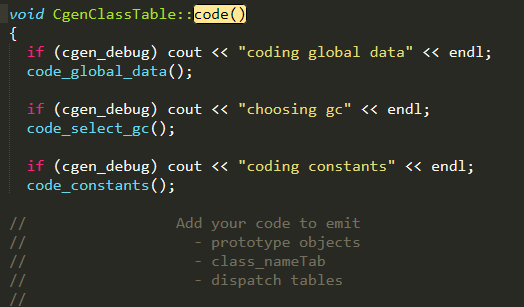 void CgenClassTable::code()
{
  if (cgen_debug) cout << "coding global data" << endl;
  code_global_data();
  if (cgen_debug) cout << "choosing gc" << endl;
  code_select_gc();
  if (cgen_debug) cout << "coding constants" << endl;
  code_constants();
//                 Add your code to emit
//                   - prototype objects
//                   - class_nameTab
//                   - dispatch tables
//